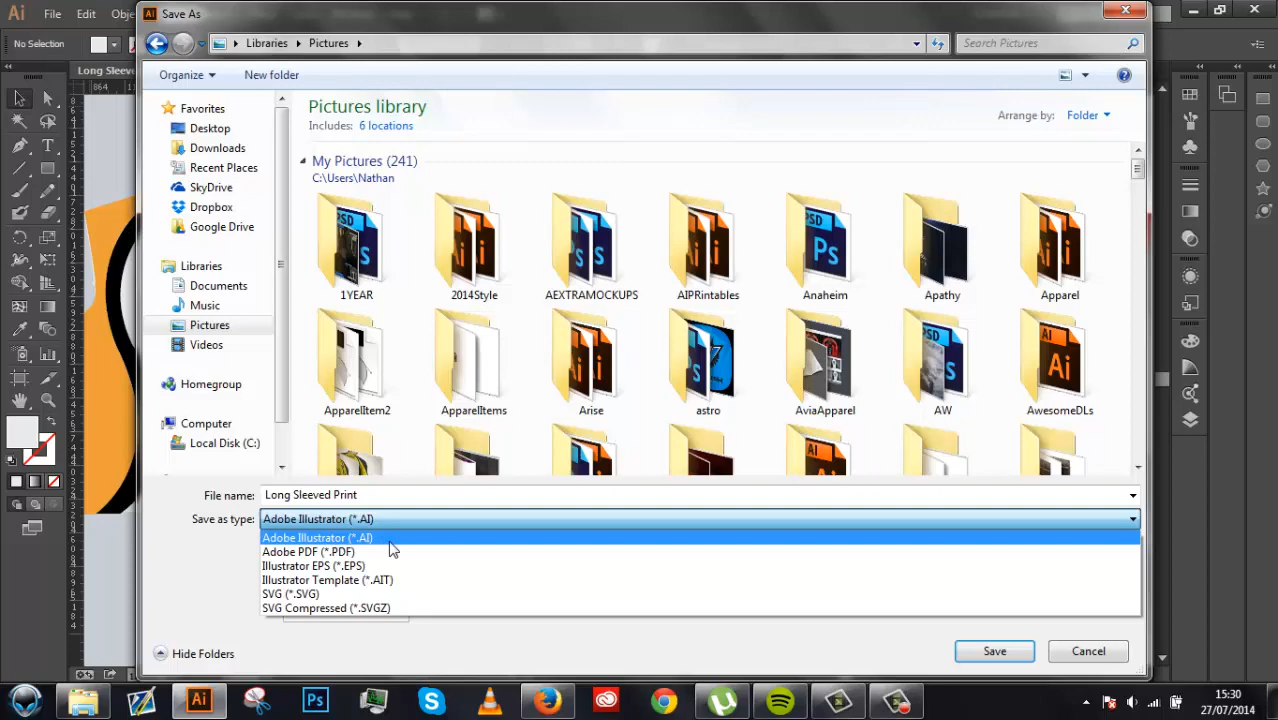 Ai
File
Edit
Obje
Save As
No Selection
Libraries
Pictures
Search Pictures
Long Sleeve
Organize
New folder
864
Favorites
Desktop
Downloads
Recent Places
SkyDrive
Dropbox
Google Drive
Libraries
Documents
Music
Pictures
Videos
Homegroup
Computer
Local Disk (C:)
Pictures library
Includes: 6 locations
Arrange by: Folder
My Pictures (241)
C:\Users\Nathan
1YEAR
2014Style
AEXTRAMOCKUPS
AIPRintables
Anaheim
Apathy
Apparel
ApparelItem2
ApparelItems
Arise
astro
AviaApparel
AW
AwesomeDLs
File name: Long Sleeved Print
Save as type: Adobe Illustrator (*.AI)
Adobe Illustrator (*.AI)
Adobe PDF (*.PDF)
Illustrator EPS (*.EPS)
Illustrator Template (*.AIT)
SVG (*.SVG)
SVG Compressed (*.SVGZ)
Hide Folders
Save
Cancel
Ai
Ps
15:30
27/07/2014